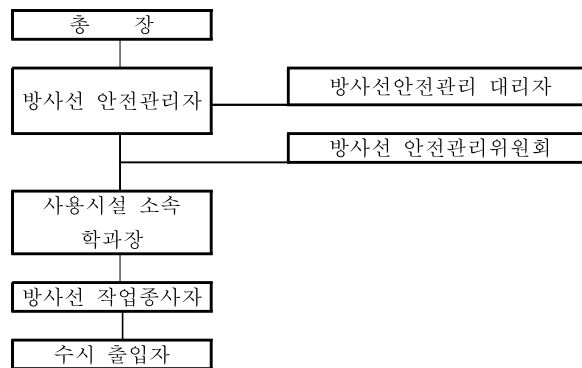 총 장
방사선 안전관리자
방사선안전관리 대리자
방사선 안전관리위원회
사용시설 소속
학과장
방사선 작업종사자
수시 출입자